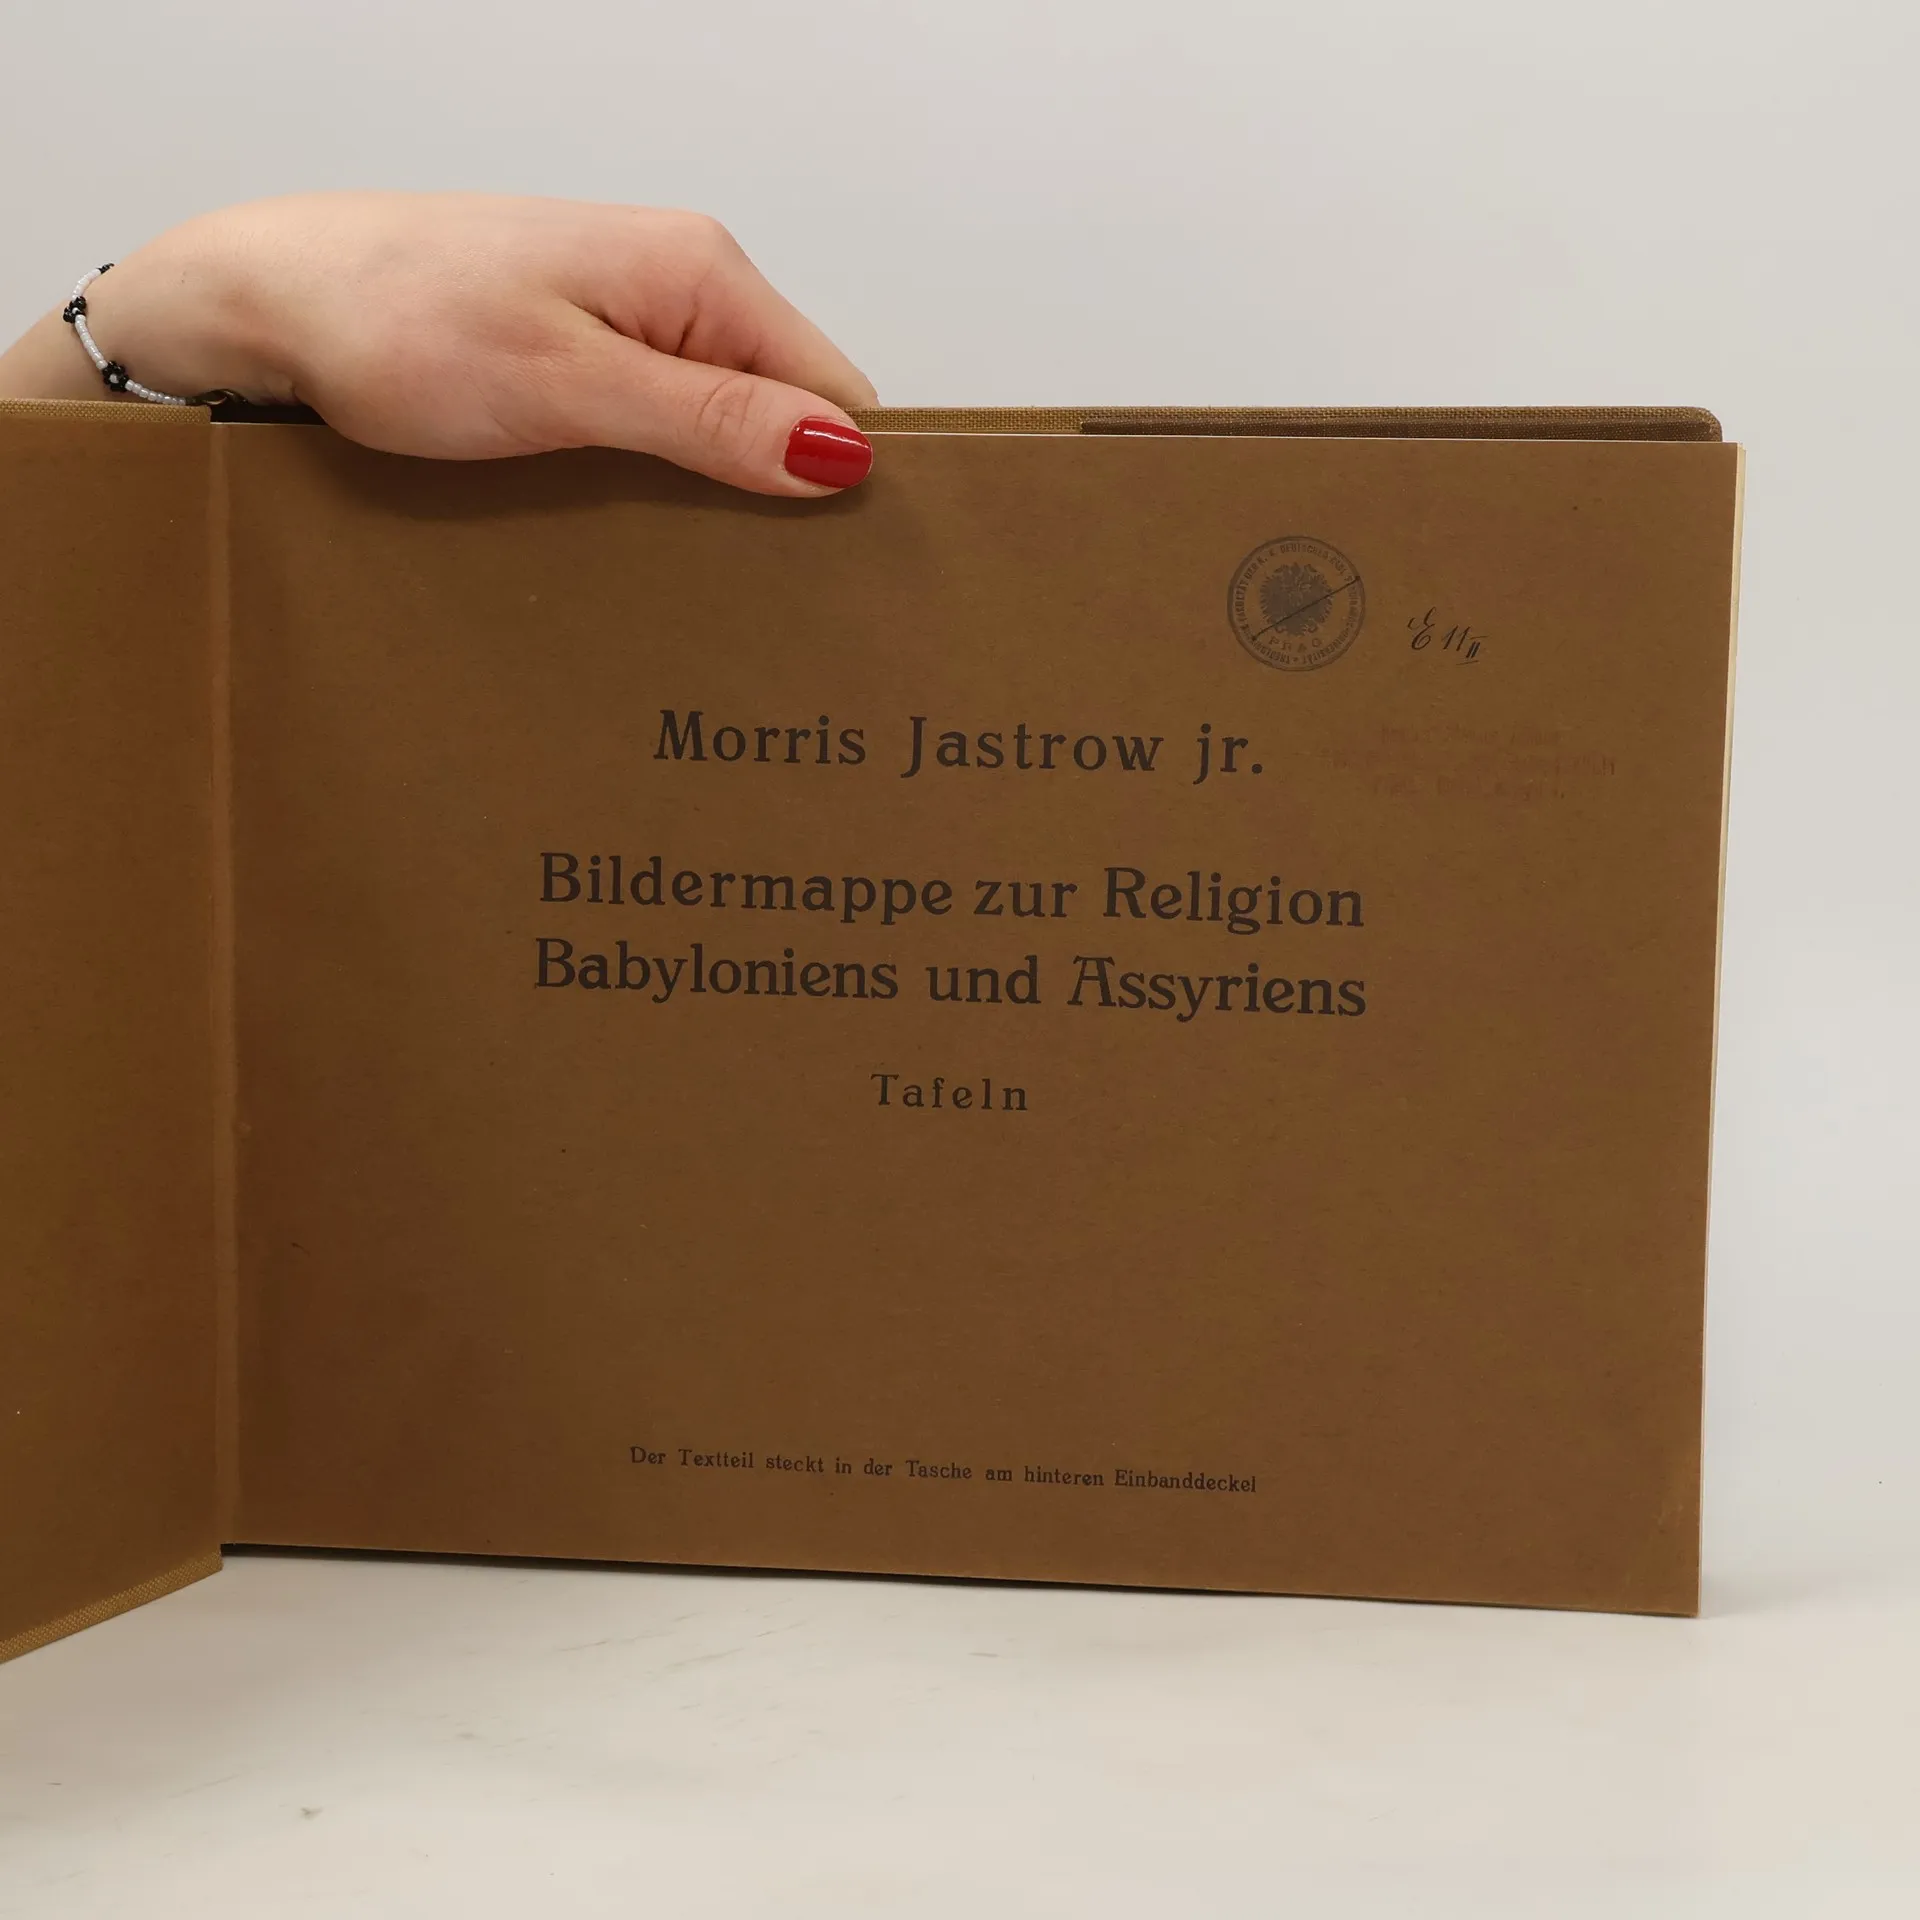 PRAG
E 11 II
Morris Jastrow jr.
Bildermappe zur Religion
Babyloniens und Assyriens
Tafeln
Der Textteil steckt in der Tasche am hinteren Einbanddeckel